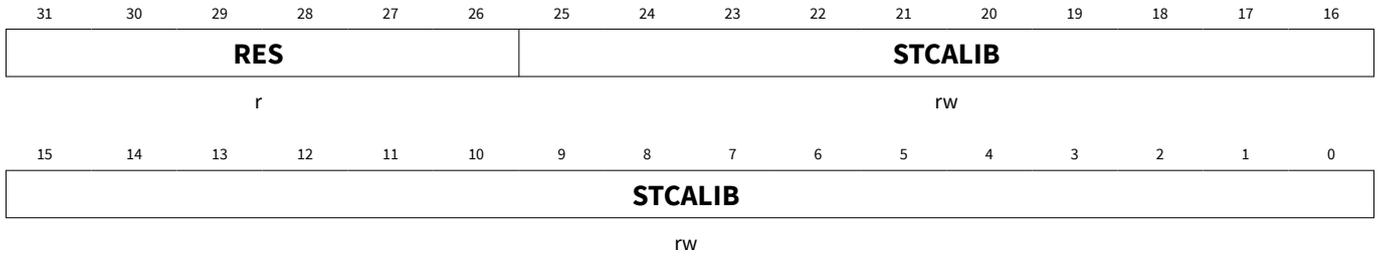 31 30 29 28 27 26 25 24 23 22 21 20 19 18 17 16
RES STCALIB
r rw
15 14 13 12 11 10 9 8 7 6 5 4 3 2 1 0
STCALIB
rw